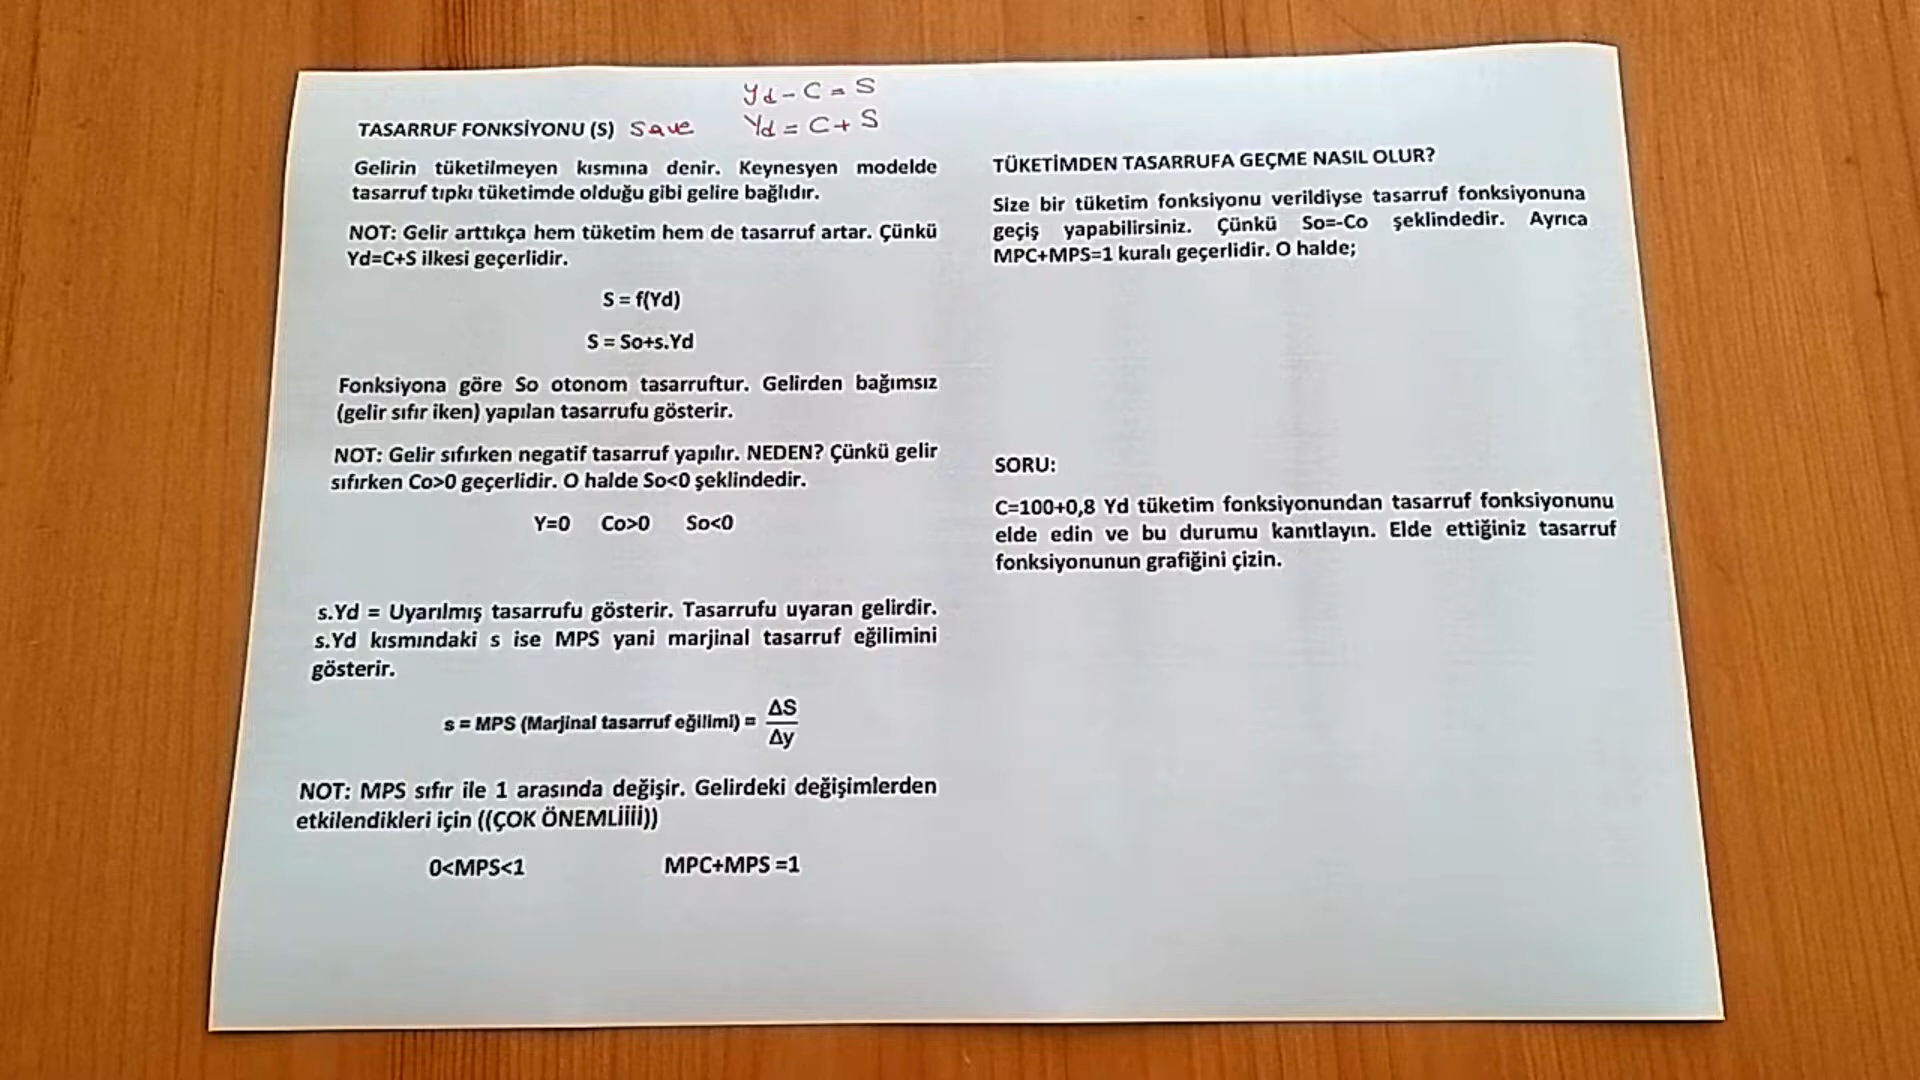 Yd - C = S
TASARRUF FONKSİYONU (S) Save Yd = C + S
Gelirin tüketilmeyen kısmına denir. Keynesyen modelde
tasarruf tıpkı tüketimde olduğu gibi gelire bağlıdır.
NOT: Gelir arttıkça hem tüketim hem de tasarruf artar. Çünkü
Yd=C+S ilkesi geçerlidir.
S = f(Yd)
S = So+s.Yd
Fonksiyona göre So otonom tasarruftur. Gelirden bağımsız
(gelir sıfır iken) yapılan tasarrufu gösterir.
NOT: Gelir sıfırken negatif tasarruf yapılır. NEDEN? Çünkü gelir
sıfırken Co>0 geçerlidir. O halde So<0 şeklindedir.
Y=0 Co>0 So<0
s.Yd = Uyarılmış tasarrufu gösterir. Tasarrufu uyaran gelirdir.
s.Yd kısmındaki s ise MPS yani marjinal tasarruf eğilimini
gösterir.
s = MPS (Marjinal tasarruf eğilimi) = ΔS
Δy
NOT: MPS sıfır ile 1 arasında değişir. Gelirdeki değişimlerden
etkilendikleri için ((ÇOK ÖNEMLİİİİ))
0<MPS<1 MPC+MPS =1
TÜKETİMDEN TASARRUFA GEÇME NASIL OLUR?
Size bir tüketim fonksiyonu verildiyse tasarruf fonksiyonuna
geçiş yapabilirsiniz. Çünkü So=-Co şeklindedir. Ayrıca
MPC+MPS=1 kuralı geçerlidir. O halde;
SORU:
C=100+0,8 Yd tüketim fonksiyonundan tasarruf fonksiyonunu
elde edin ve bu durumu kanıtlayın. Elde ettiğiniz tasarruf
fonksiyonunun grafiğini çizin.